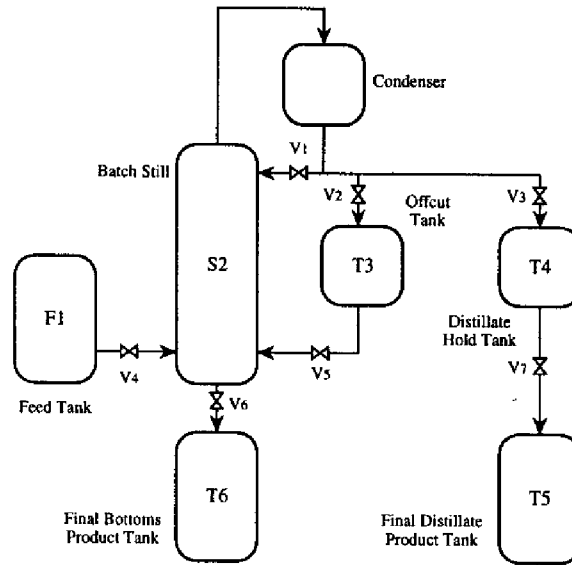 Condenser
V1
Batch Still
V2
Offcut
Tank
V3
S2
T3
T4
F1
V4
V5
Distillate
Hold Tank
V7
Feed Tank
V6
T6
T5
Final Bottoms
Product Tank
Final Distillate
Product Tank